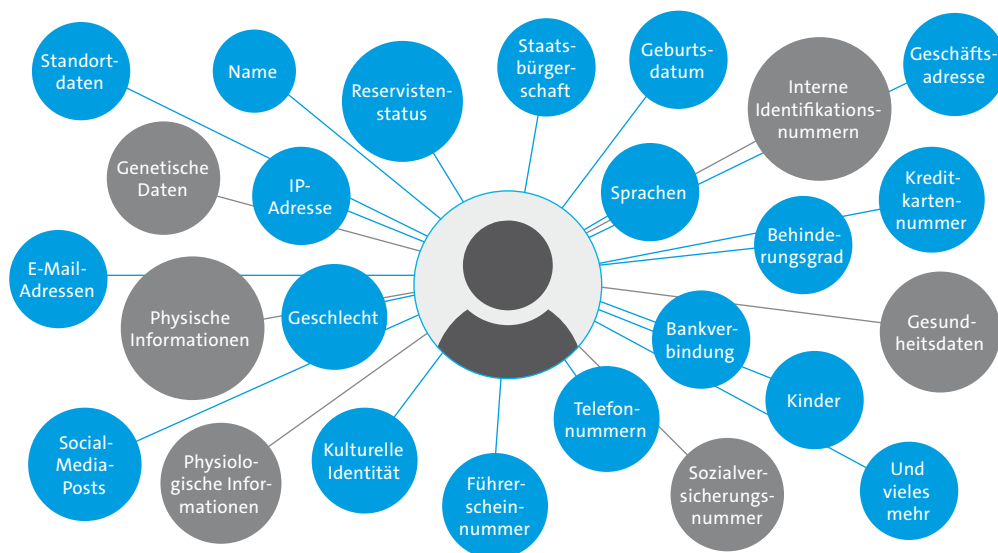 Standort-
daten
Name
Reservisten-
status
Staats-
bürger-
schaft
Geburts-
datum
Interne
Identifikations-
nummern
Geschäfts-
adresse
Genetische
Daten
IP-
Adresse
Sprachen
Kredit-
karten-
nummer
Behinde-
rungsgrad
E-Mail-
Adressen
Physische
Informationen
Geschlecht
Bankver-
bindung
Gesund-
heitsdaten
Kinder
Telefon-
nummern
Social-
Media-
Posts
Physiolo-
gische Infor-
mationen
Kulturelle
Identität
Führer-
schein-
nummer
Sozialver-
sicherungs-
nummer
Und
vieles
mehr